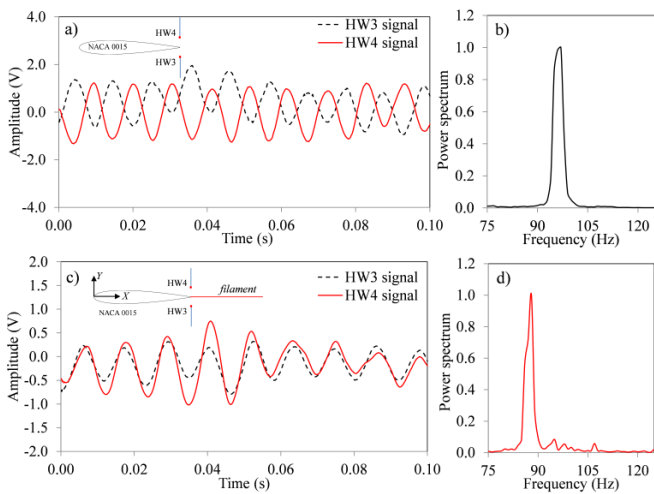 a)
HW4
NACA 0015
HW3
HW3 signal
HW4 signal
Amplitude (V)
4.0
2.0
0.0
-2.0
-4.0
0.00
0.02
0.04
0.06
0.08
0.10
Time (s)
b)
Power spectrum
1.0
0.8
0.6
0.4
0.2
0.0
75
90
105
120
Frequency (Hz)
c)
Y
X
HW4
filament
NACA 0015
HW3
HW3 signal
HW4 signal
Amplitude (V)
2.0
1.5
1.0
0.5
0.0
-0.5
-1.0
-1.5
-2.0
0.00
0.02
0.04
0.06
0.08
0.10
Time (s)
d)
Power spectrum
1.2
1.0
0.8
0.6
0.4
0.2
0.0
75
90
105
120
Frequency (Hz)